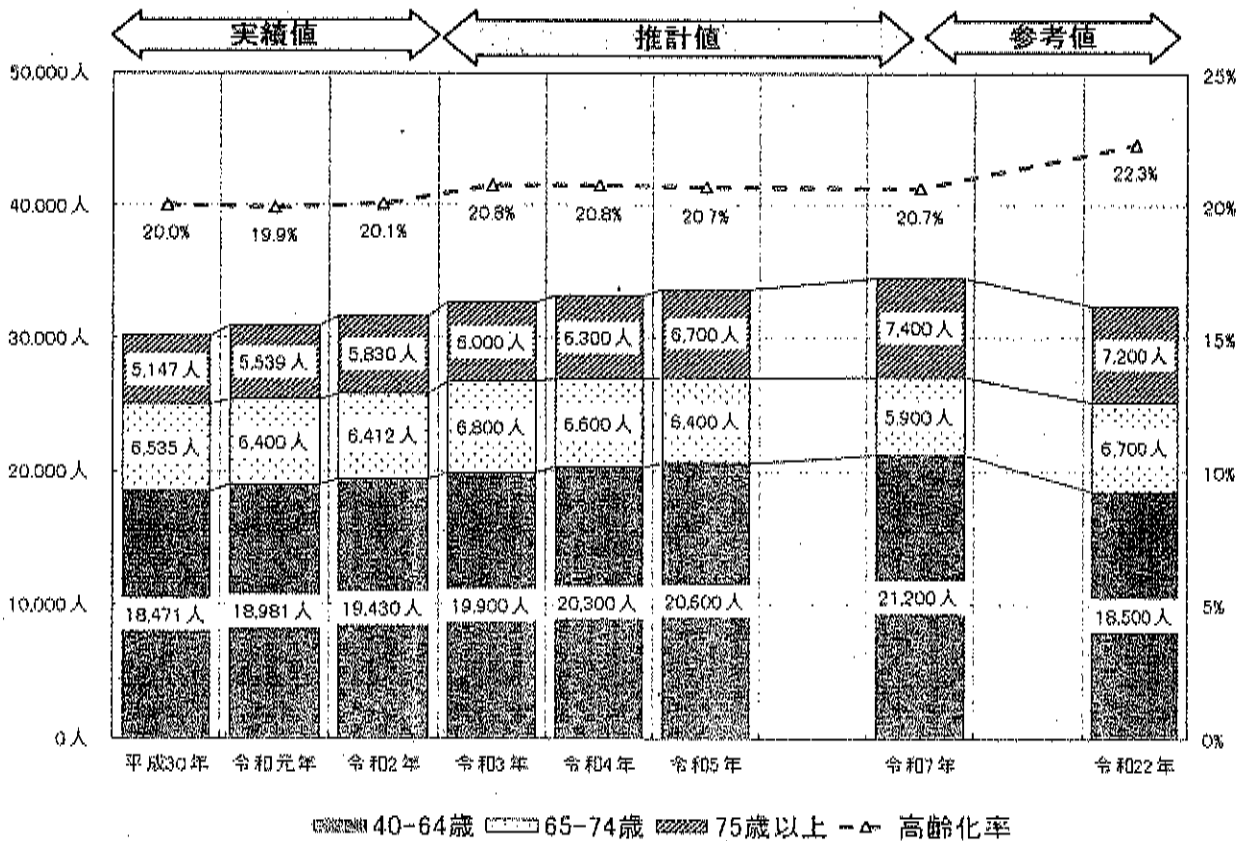 実績値 推計値 参考値
50,000人 25%
22.3%
40,000人 20.0% 19.9% 20.1% 20.8% 20.8% 20.7% 20.7% 20%
30,000人 5,147人 5,539人 5,830人 6,000人 6,300人 6,700人 7,400人 7,200人 15%
6,535人 6,400人 6,412人 6,800人 6,600人 6,400人 5,900人 6,700人
20,000人 10%
10,000人 18,471人 18,981人 19,430人 19,900人 20,300人 20,600人 21,200人 18,500人 5%
0人 0%
平成30年 令和元年 令和2年 令和3年 令和4年 令和5年 令和7年 令和22年
40-64歳 65-74歳 75歳以上 高齢化率